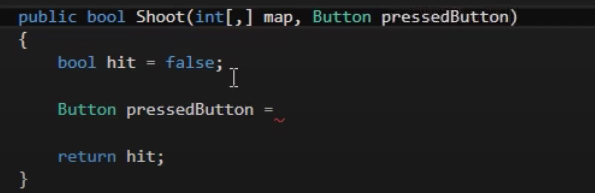 public bool Shoot(int[,] map, Button pressedButton)
{
bool hit = false;
Button pressedButton =
return hit;
}